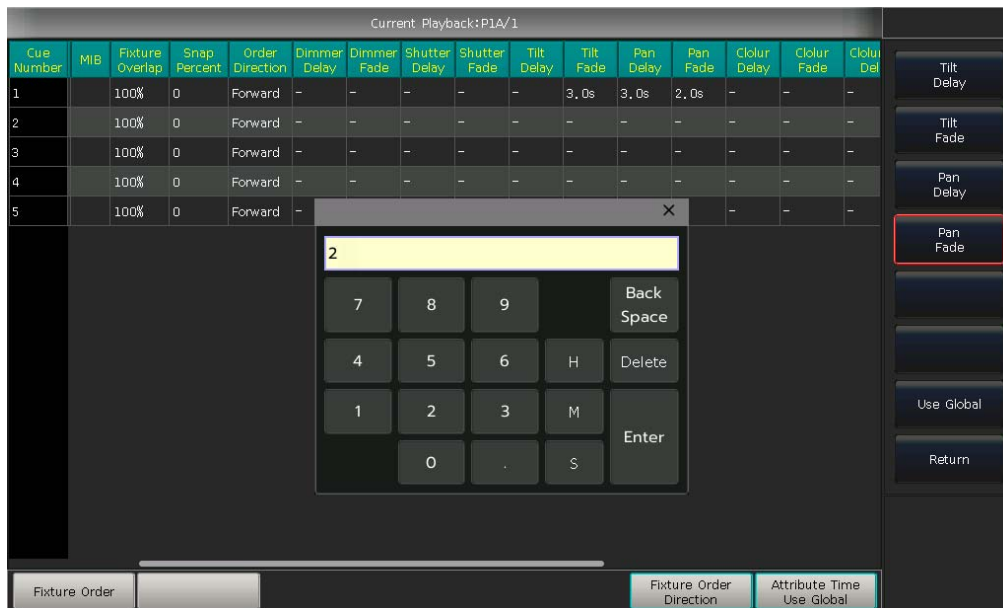 Current Playback:P1A/1
Cue Number MIB Fixture Overlap Snap Percent Order Direction Dimmer Delay Dimmer Fade Shutter Delay Shutter Fade Tilt Delay Tilt Fade Pan Delay Pan Fade Clolur Delay Clolur Fade Clolu Del
1 100% 0 Forward - - - - - 3.0s 3.0s 2.0s - - -
2 100% 0 Forward - - - - - - - - - - -
3 100% 0 Forward - - - - - - - - - - -
4 100% 0 Forward - - - - - - - - - - -
5 100% 0 Forward - - - -
×
2
7 8 9 Back Space
4 5 6 H Delete
1 2 3 M Enter
0 . S
Tilt Delay
Tilt Fade
Pan Delay
Pan Fade
Use Global
Return
Fixture Order
Fixture Order Direction
Attribute Time Use Global